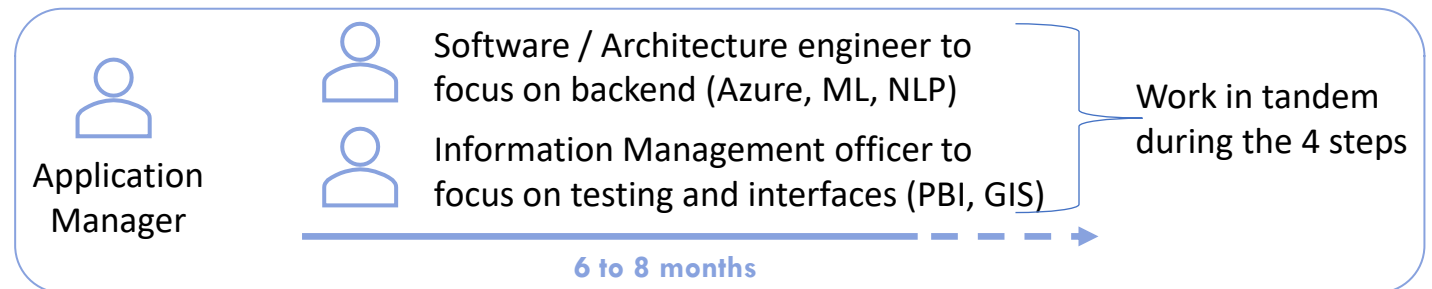 Application
Manager
Software / Architecture engineer to
focus on backend (Azure, ML, NLP)
Information Management officer to
focus on testing and interfaces (PBI, GIS)
6 to 8 months
Work in tandem
during the 4 steps